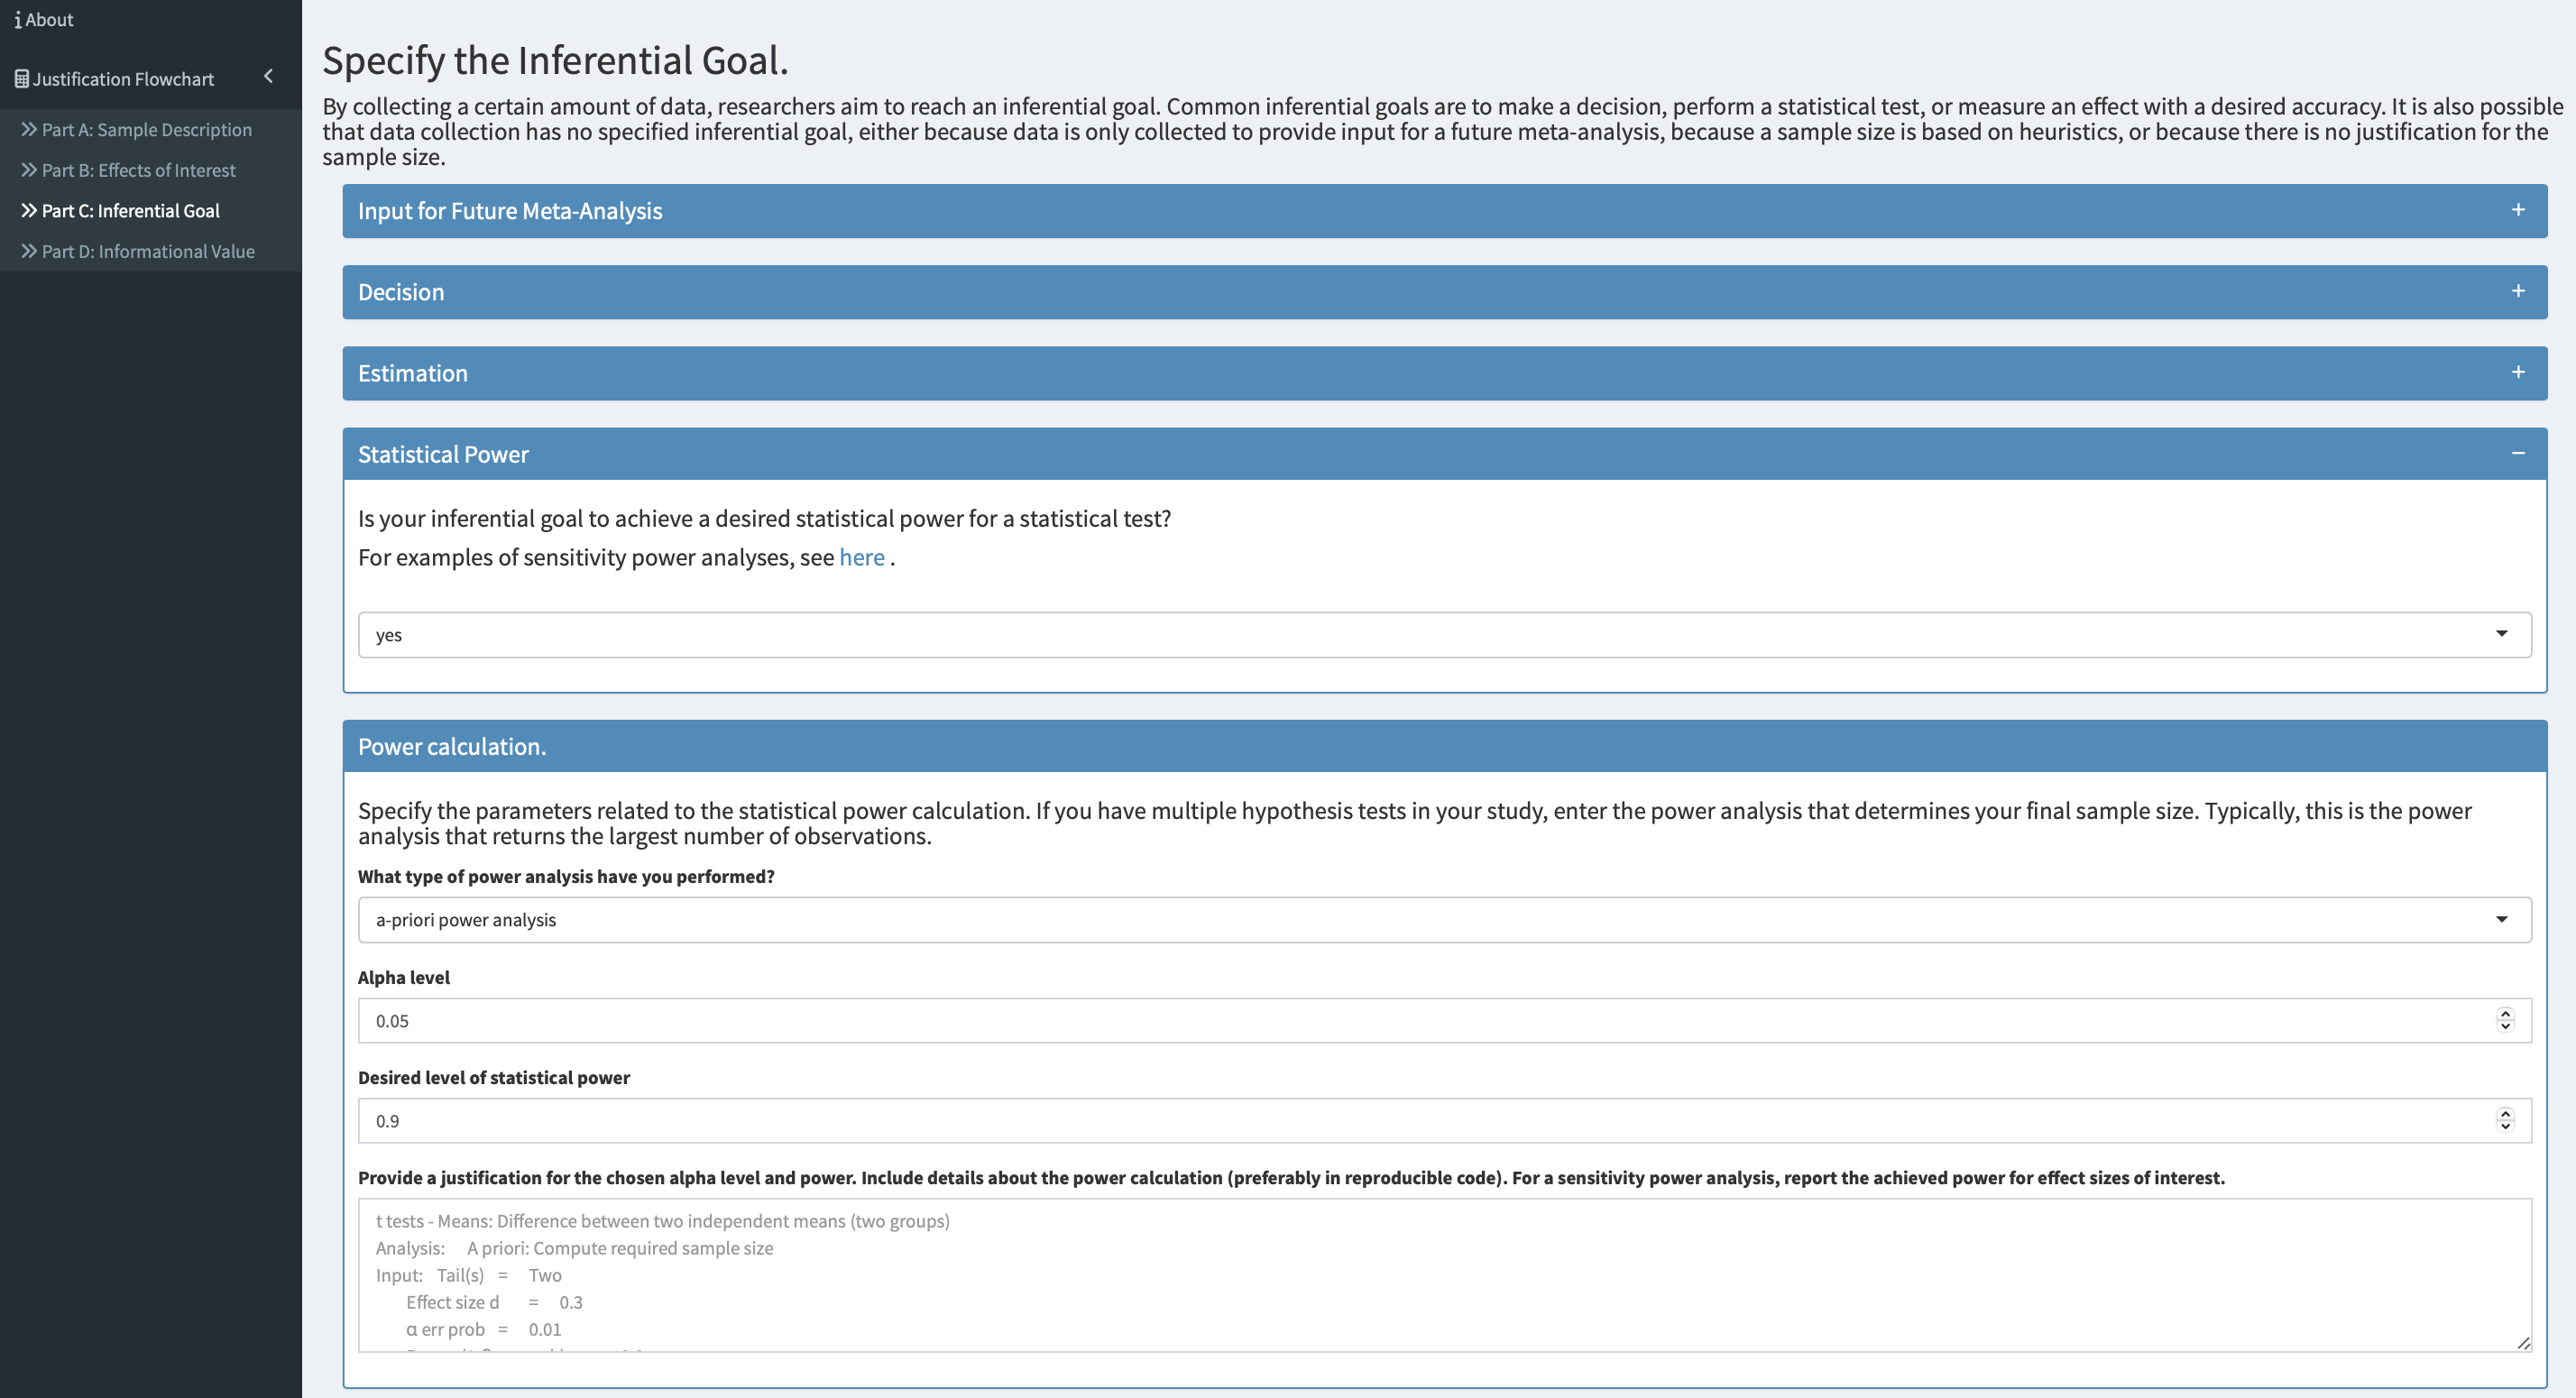 About
Justification Flowchart
Part A: Sample Description
Part B: Effects of Interest
Part C: Inferential Goal
Part D: Informational Value
Specify the Inferential Goal.
By collecting a certain amount of data, researchers aim to reach an inferential goal. Common inferential goals are to make a decision, perform a statistical test, or measure an effect with a desired accuracy. It is also possible
that data collection has no specified inferential goal, either because data is only collected to provide input for a future meta-analysis, because a sample size is based on heuristics, or because there is no justification for the
sample size.
Input for Future Meta-Analysis
Decision
Estimation
Statistical Power
Is your inferential goal to achieve a desired statistical power for a statistical test?
For examples of sensitivity power analyses, see here .
yes
Power calculation.
Specify the parameters related to the statistical power calculation. If you have multiple hypothesis tests in your study, enter the power analysis that determines your final sample size. Typically, this is the power
analysis that returns the largest number of observations.
What type of power analysis have you performed?
a-priori power analysis
Alpha level
0.05
Desired level of statistical power
0.9
Provide a justification for the chosen alpha level and power. Include details about the power calculation (preferably in reproducible code). For a sensitivity power analysis, report the achieved power for effect sizes of interest.
t tests - Means: Difference between two independent means (two groups)
Analysis: A priori: Compute required sample size
Input: Tail(s) = Two
Effect size d = 0.3
α err prob = 0.01